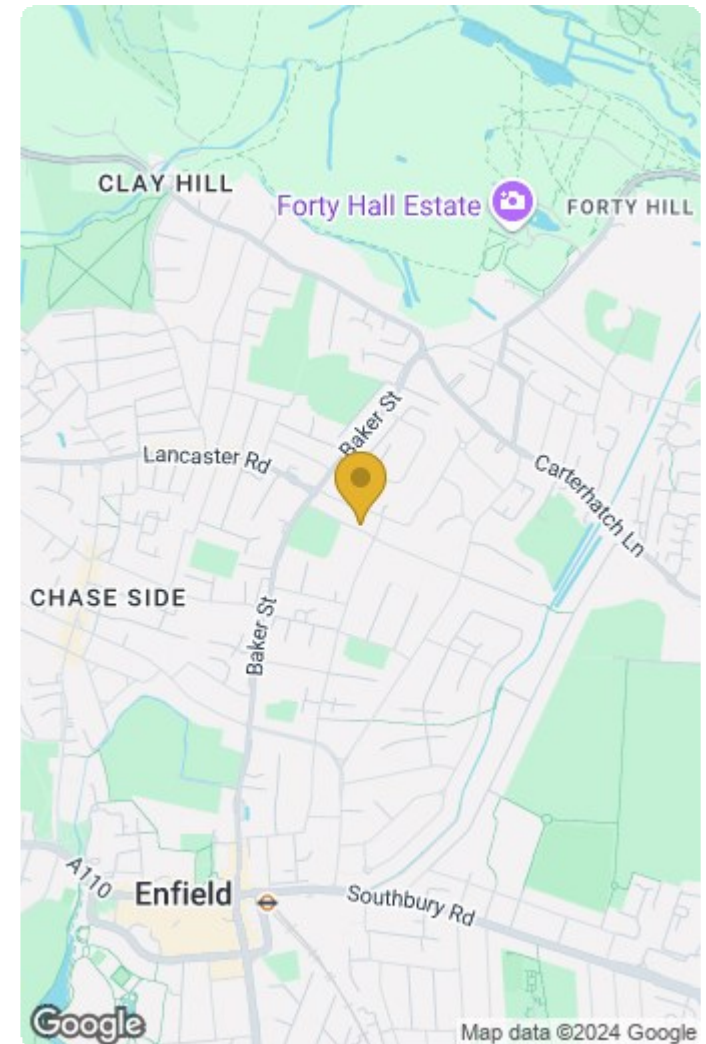 CLAY HILL
Forty Hall Estate
FORTY HILL
Baker St
Lancaster Rd
Carterhatch Ln
CHASE SIDE
Baker St
A110
Enfield
Southbury Rd
Google
Map data ©2024 Google